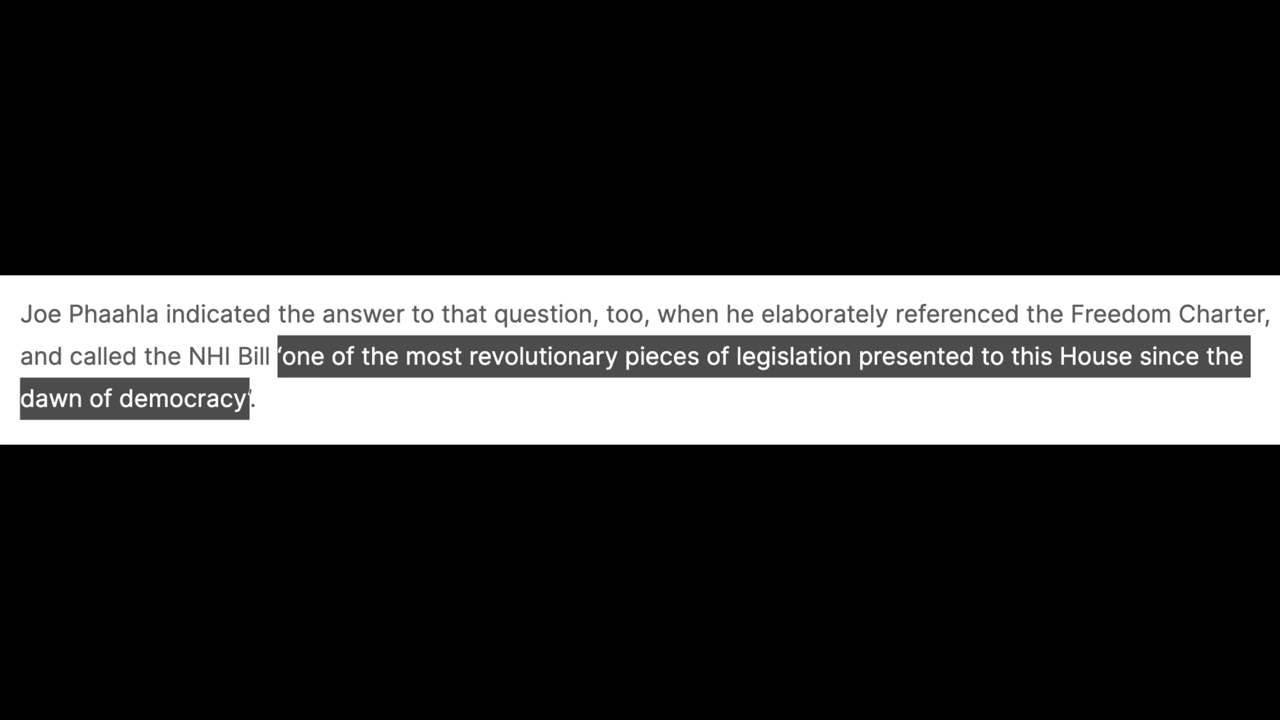 Joe Phaahla indicated the answer to that question, too, when he elaborately referenced the Freedom Charter,
and called the NHI Bill ‘one of the most revolutionary pieces of legislation presented to this House since the
dawn of democracy’.